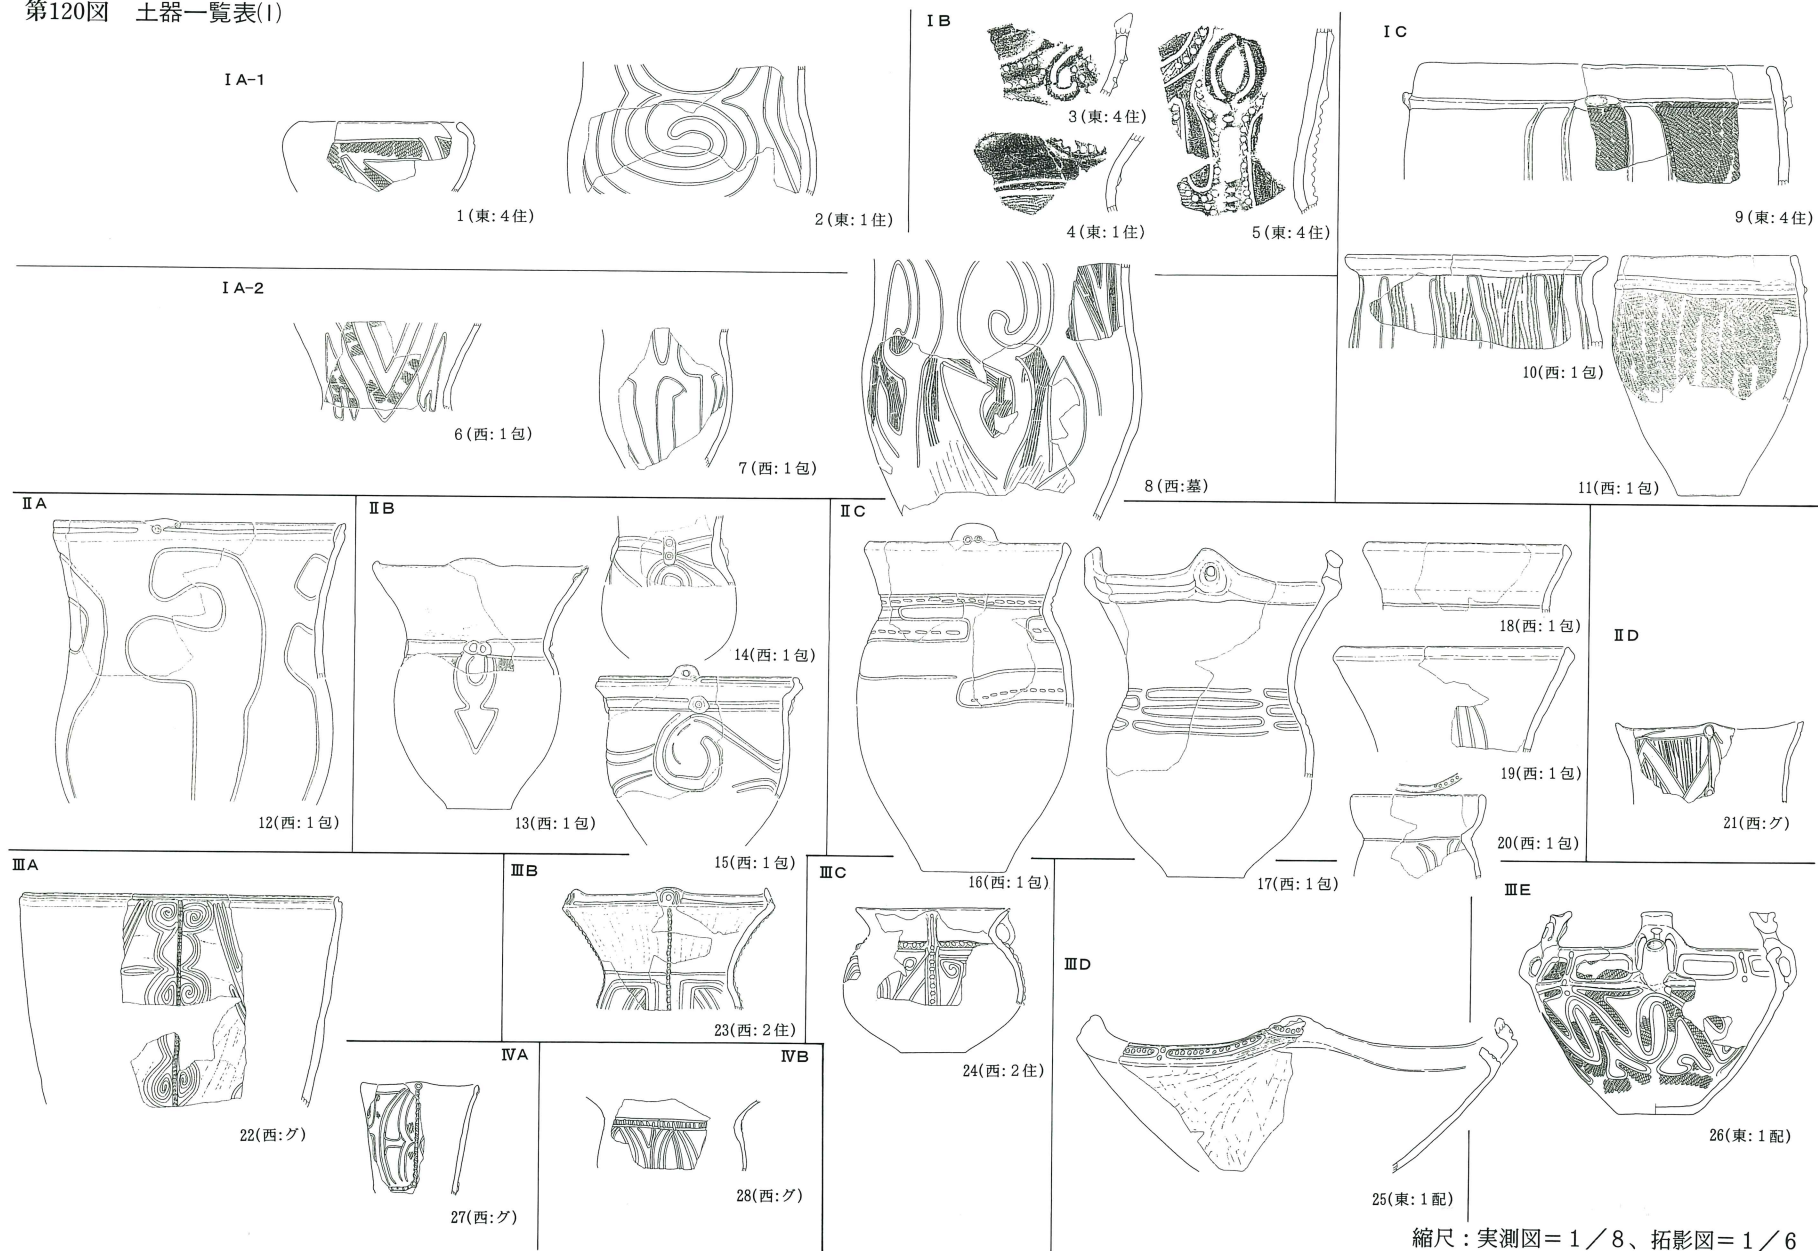 第120図　土器一覧表(Ⅰ)
ⅠA-1
1(東:4住)
2(東:1住)
ⅠB
3(東:4住)
4(東:1住)
5(東:4住)
ⅠC
9(東:4住)
10(西:1包)
11(西:1包)
ⅠA-2
6(西:1包)
7(西:1包)
8(西:墓)
ⅡA
12(西:1包)
ⅡB
13(西:1包)
14(西:1包)
15(西:1包)
ⅡC
16(西:1包)
17(西:1包)
18(西:1包)
19(西:1包)
20(西:1包)
ⅡD
21(西:グ)
ⅢA
22(西:グ)
ⅢB
23(西:2住)
ⅢC
24(西:2住)
ⅢD
25(東:1配)
ⅢE
26(東:1配)
ⅣA
27(西:グ)
ⅣB
28(西:グ)
縮尺：実測図＝1／8、拓影図＝1／6